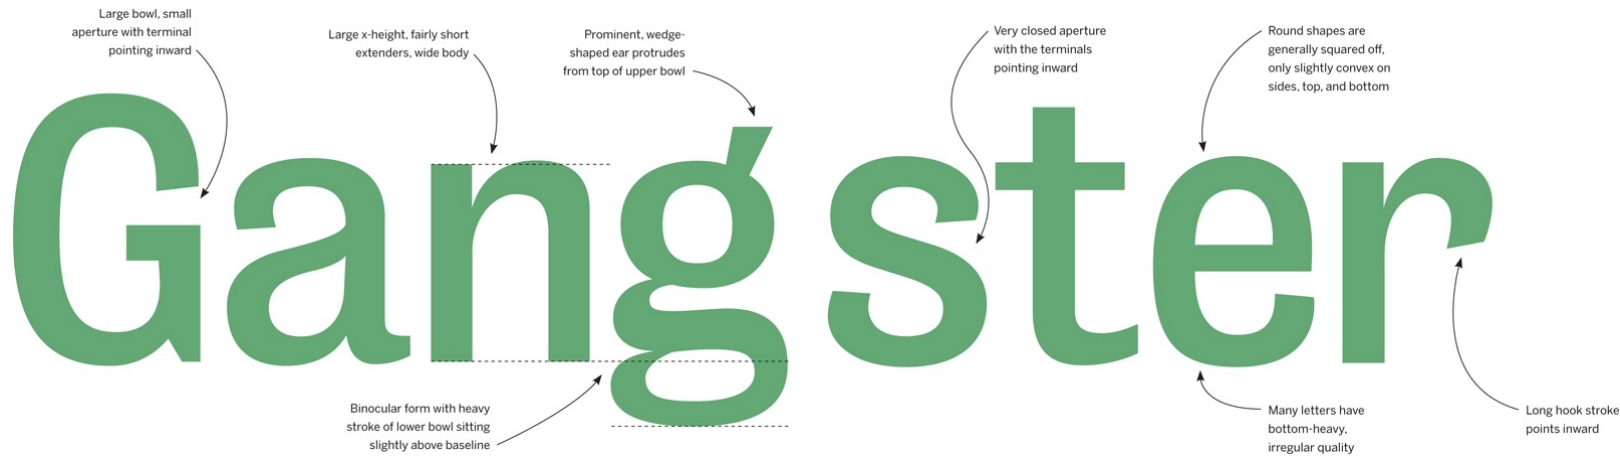 Large bowl, small
aperture with terminal
pointing inward
Large x-height, fairly short
extenders, wide body
Prominent, wedge-
shaped ear protrudes
from top of upper bowl
Very closed aperture
with the terminals
pointing inward
Round shapes are
generally squared off,
only slightly convex on
sides, top, and bottom
Gangster
Binocular form with heavy
stroke of lower bowl sitting
slightly above baseline
Many letters have
bottom-heavy,
irregular quality
Long hook stroke
points inward